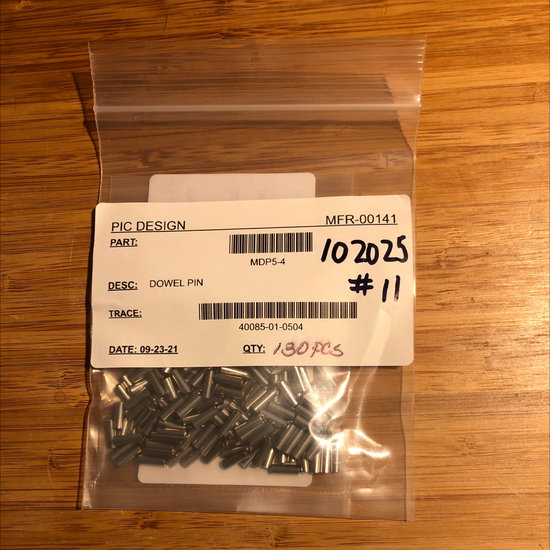 PIC DESIGN MFR-00141
PART: 102025
MDP5-4
DESC: DOWEL PIN #11
TRACE:
40085-01-0504
DATE: 09-23-21 QTY: 130 PCS